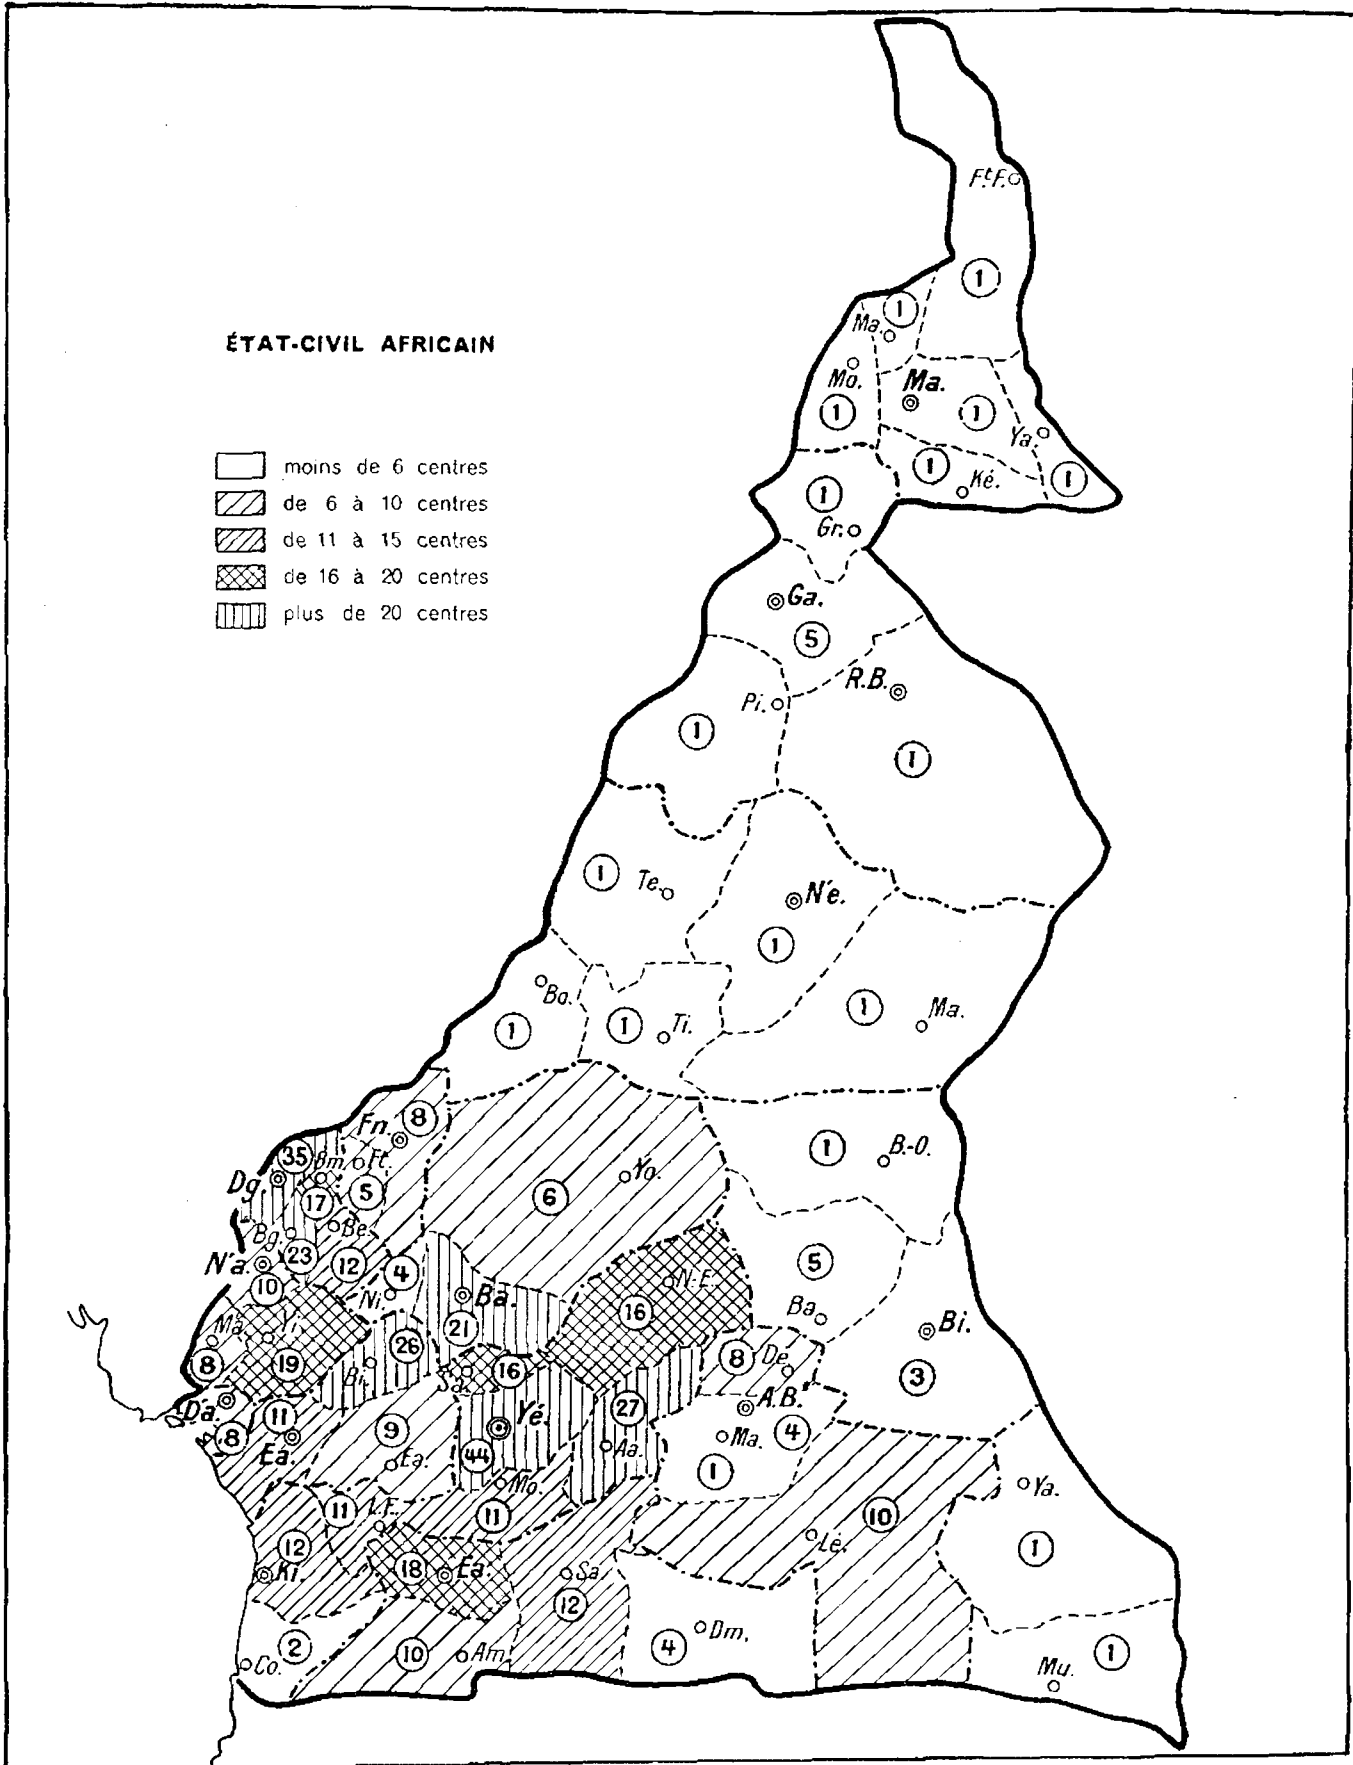 ÉTAT-CIVIL AFRICAIN
moins de 6 centres
de 6 à 10 centres
de 11 à 15 centres
de 16 à 20 centres
plus de 20 centres
Ft.F.
1
1
Ma.
Mo.
1
Ma.
1
Ya.
1
1
Ké.
1
Gr.
Ga.
5
R.B.
Pi.
1
1
1
Te.
N'e.
1
Bo.
1
1
Ti.
1
Ma.
8
Fn.
35
Bm.
Ft.
Dg.
17
5
6
Yo.
1
B.-O.
Bg.
Be.
23
12
N'a.
10
4
Ni.
Ba.
21
N-E.
16
5
Ba.
Bi.
3
Ma.
8
19
26
Bi.
Sa.
16
8
De.
Da.
8
11
Ea.
9
Ea.
Yé.
44
27
Aa.
A.B.
4
Ma.
1
Mo.
11
11
12
Ki.
18
Ea.
Sa.
12
Lé.
10
Ya.
1
2
Co.
10
Am.
4
Dm.
1
Mu.